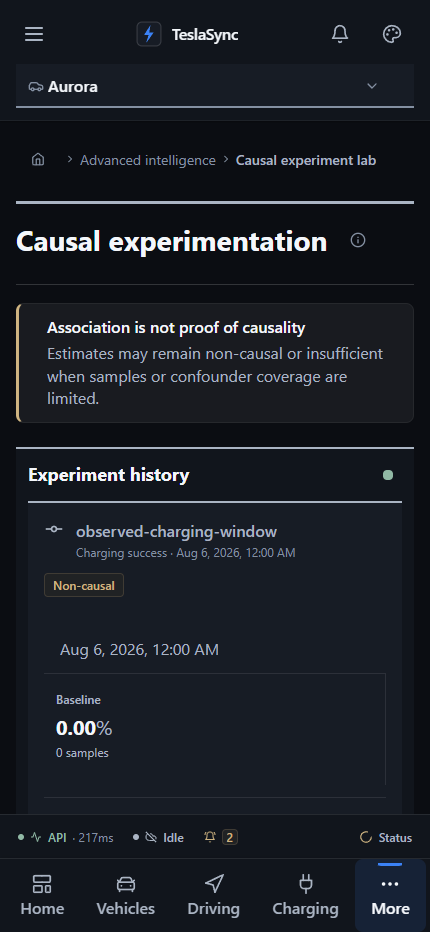 TeslaSync
Aurora
Advanced intelligence
Causal experiment lab
Causal experimentation
Association is not proof of causality
Estimates may remain non-causal or insufficient
when samples or confounder coverage are
limited.
Experiment history
observed-charging-window
Charging success · Aug 6, 2026, 12:00 AM
Non-causal
Aug 6, 2026, 12:00 AM
Baseline
0.00%
0 samples
API · 217ms
Idle
2
Status
Home
Vehicles
Driving
Charging
More